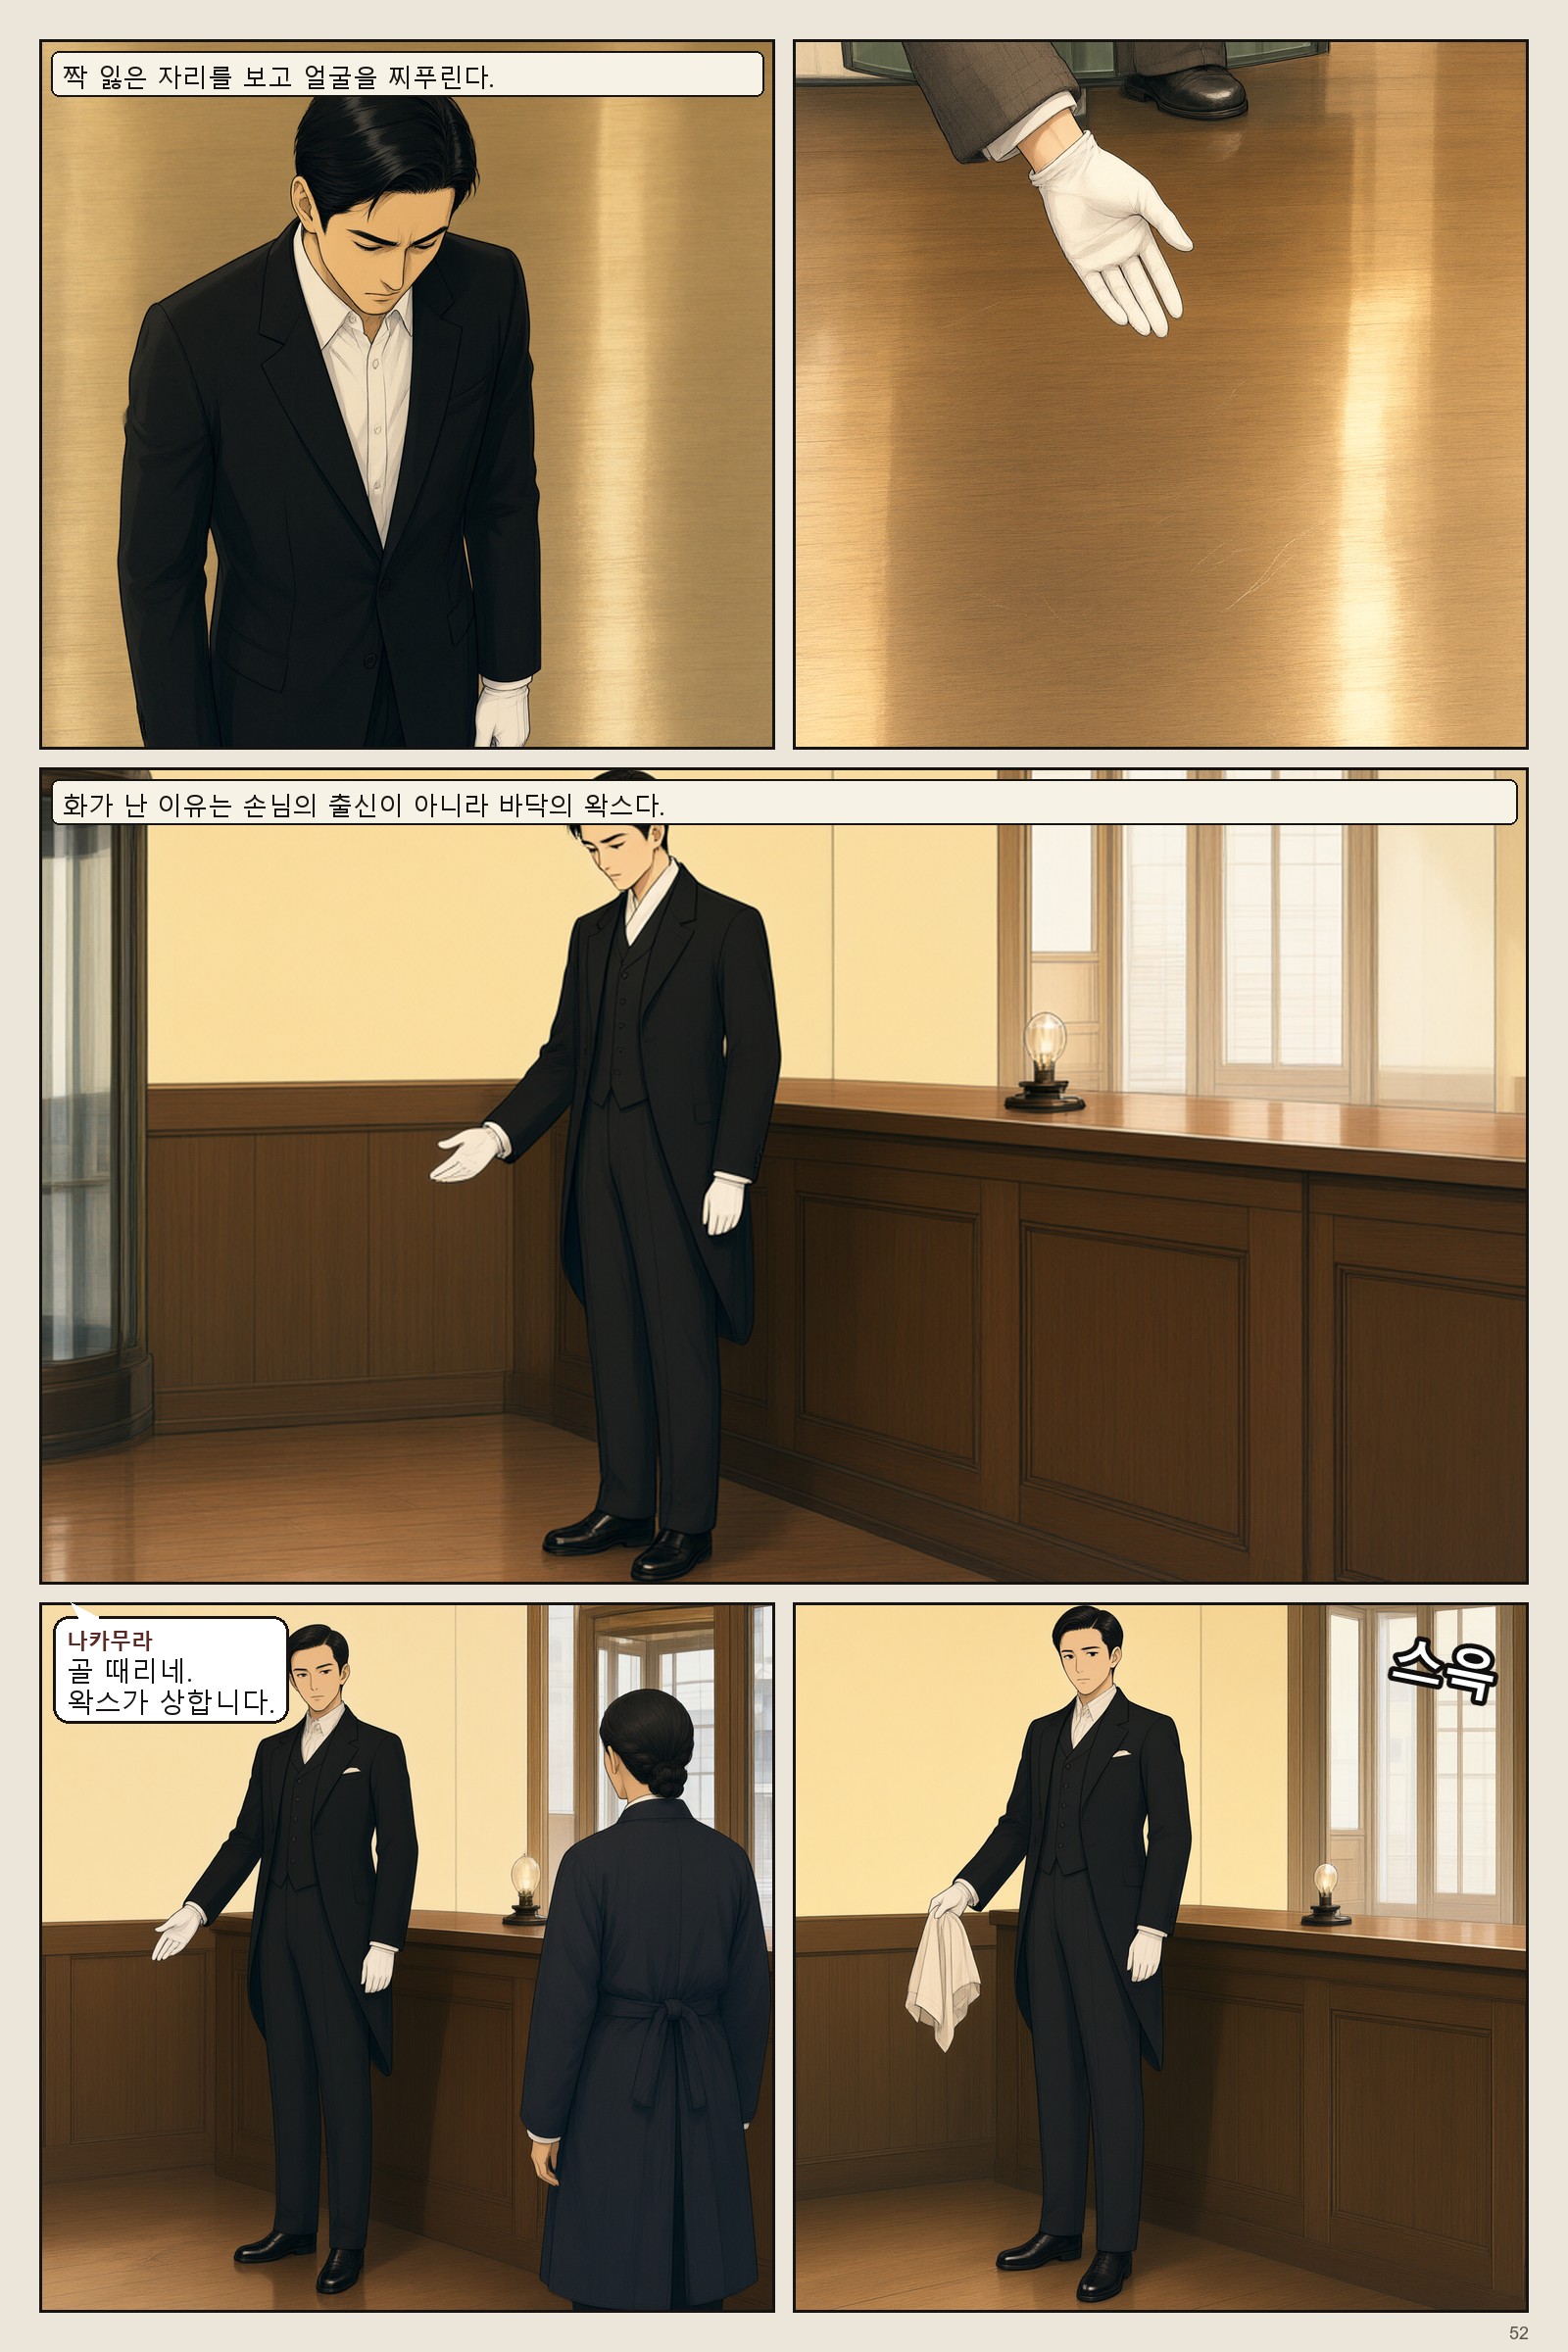 짝 잃은 자리를 보고 얼굴을 찌푸린다.
화가 난 이유는 손님의 출신이 아니라 바닥의 왁스다.
나카무라
골 때리네.
왁스가 상합니다.
스윽
52